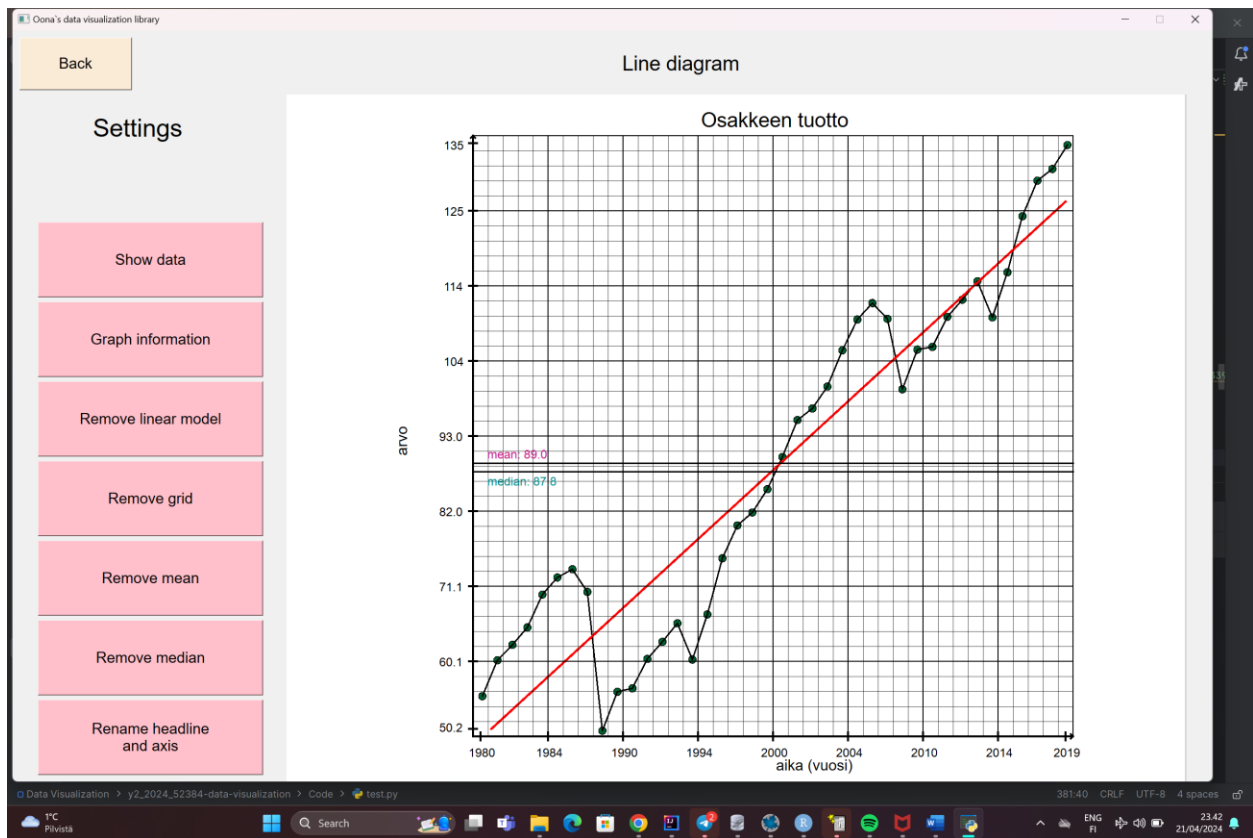 Oona`s data visualization library
Back
Line diagram
Settings
Show data
Graph information
Remove linear model
Remove grid
Remove mean
Remove median
Rename headline
and axis
Osakkeen tuotto
135
125
114
104
93.0
82.0
71.1
60.1
50.2
arvo
mean: 89.0
median: 87.8
1980
1984
1990
1994
2000
2004
2010
2014
2019
aika (vuosi)
Data Visualization > y2_2024_52384-data-visualization > Code > test.py
381:40 CRLF UTF-8 4 spaces
1°C
Pilvistä
Search
2
ENG
FI
23.42
21/04/2024